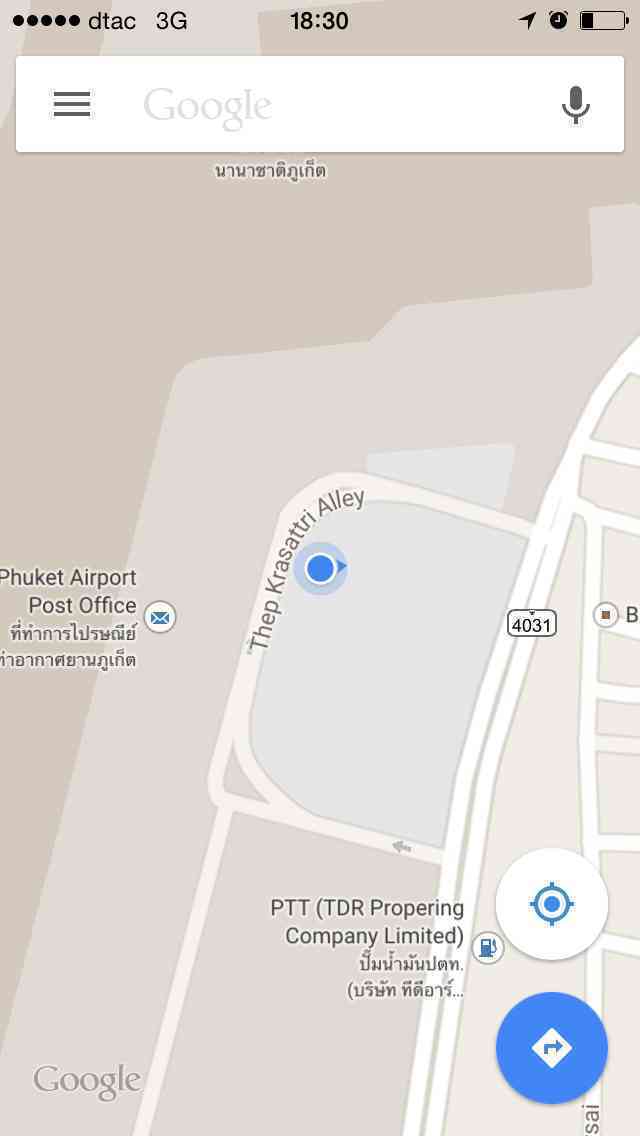 dtac 3G 18:30
Google
นานาชาติภูเก็ต
Thep Krasattri Alley
Phuket Airport
Post Office
ที่ทำการไปรษณีย์
ท่าอากาศยานภูเก็ต
4031
B
PTT (TDR Propering
Company Limited)
ปั๊มน้ำมันปตท.
(บริษัท ทีดีอาร์...
Google
sai